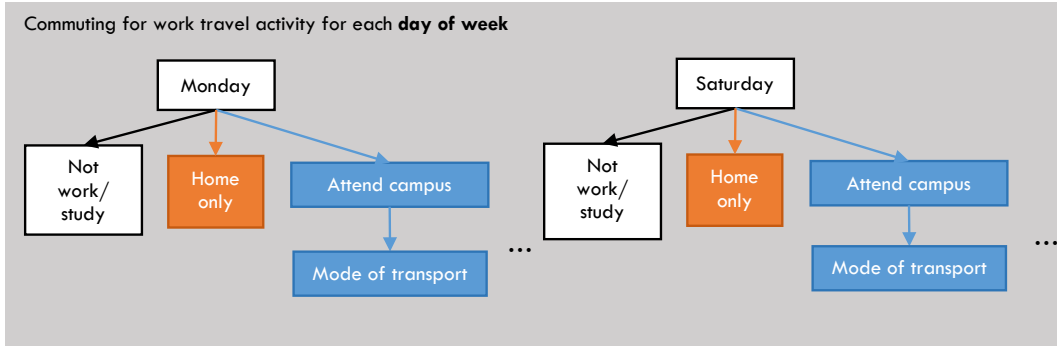 Commuting for work travel activity for each day of week
Monday
Not
work/
study
Home
only
Attend campus
Mode of transport
...
Saturday
Not
work/
study
Home
only
Attend campus
Mode of transport
...